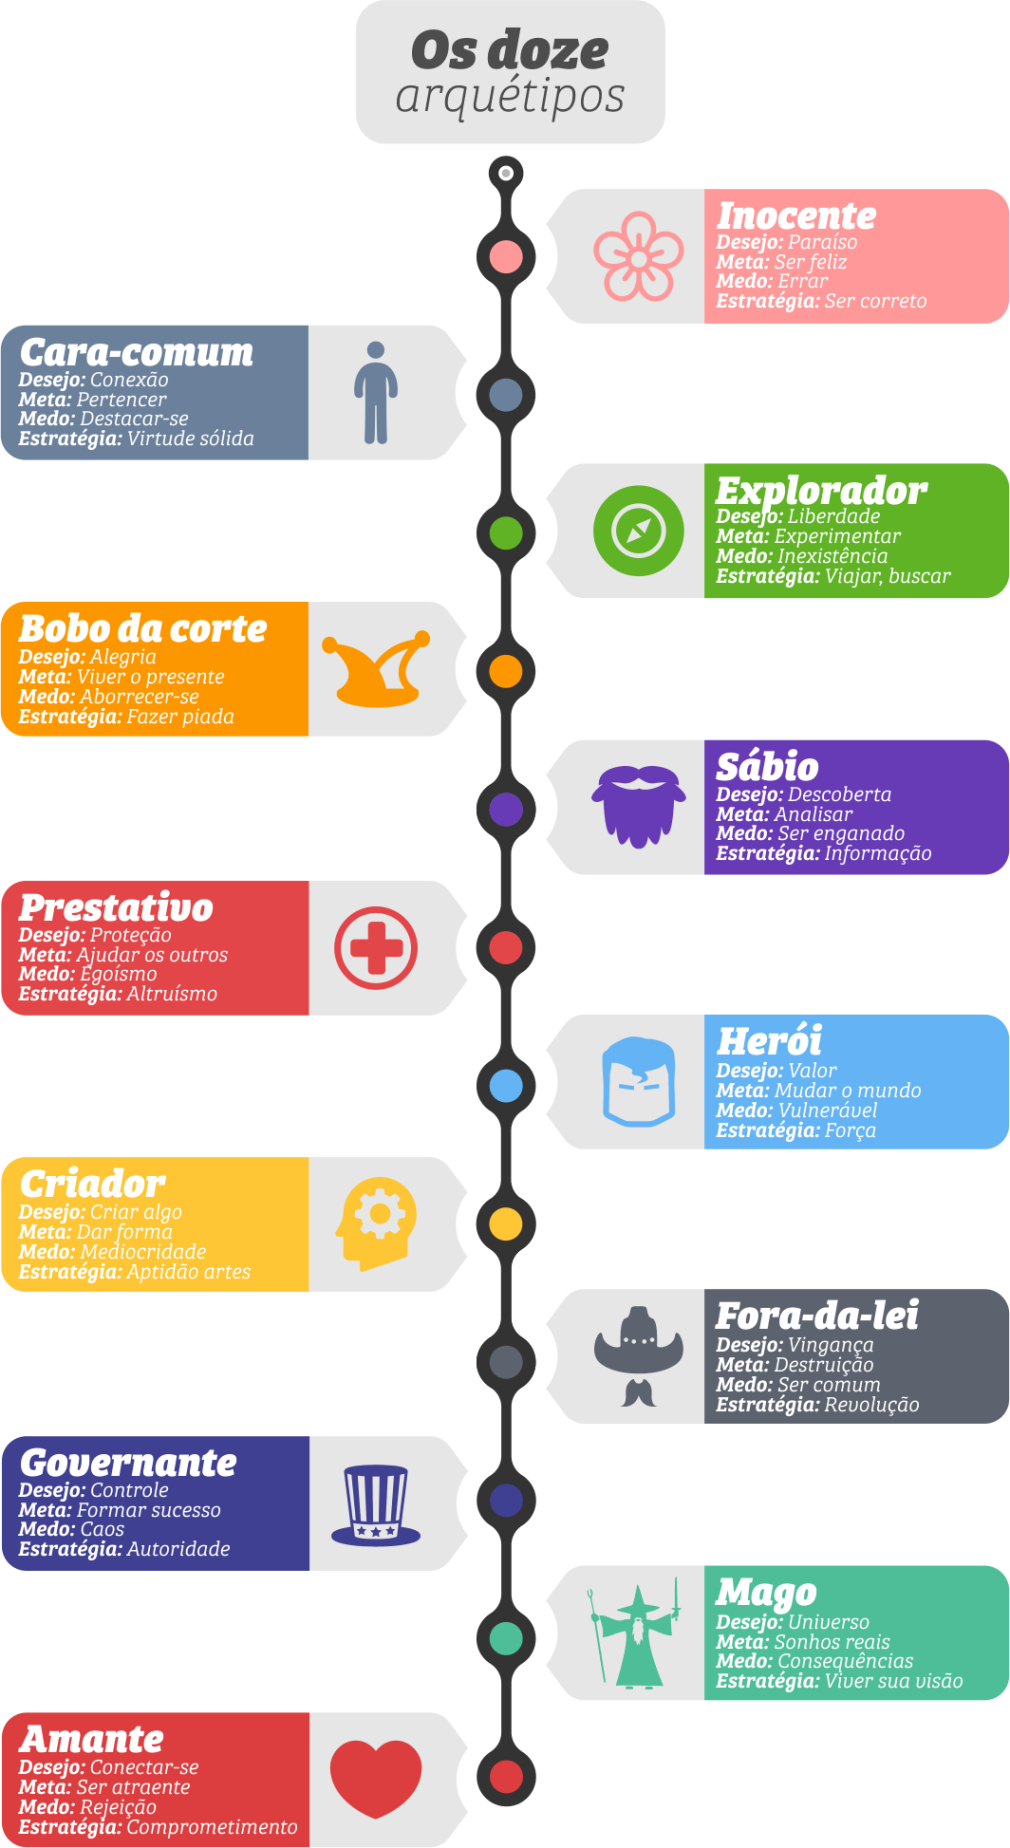 Os doze
arquétipos
Inocente
Desejo: Paraíso
Meta: Ser feliz
Medo: Errar
Estratégia: Ser correto
Cara-comum
Desejo: Conexão
Meta: Pertencer
Medo: Destacar-se
Estratégia: Virtude sólida
Explorador
Desejo: Liberdade
Meta: Experimentar
Medo: Inexistência
Estratégia: Viajar, buscar
Bobo da corte
Desejo: Alegria
Meta: Viver o presente
Medo: Aborrecer-se
Estratégia: Fazer piada
Sábio
Desejo: Descoberta
Meta: Analisar
Medo: Ser enganado
Estratégia: Informação
Prestativo
Desejo: Proteção
Meta: Ajudar os outros
Medo: Egoísmo
Estratégia: Altruísmo
Herói
Desejo: Valor
Meta: Mudar o mundo
Medo: Vulnerável
Estratégia: Força
Criador
Desejo: Criar algo
Meta: Dar forma
Medo: Mediocridade
Estratégia: Aptidão artes
Fora-da-lei
Desejo: Vingança
Meta: Destruição
Medo: Ser comum
Estratégia: Revolução
Governante
Desejo: Controle
Meta: Formar sucesso
Medo: Caos
Estratégia: Autoridade
Mago
Desejo: Universo
Meta: Sonhos reais
Medo: Consequências
Estratégia: Viver sua visão
Amante
Desejo: Conectar-se
Meta: Ser atraente
Medo: Rejeição
Estratégia: Comprometimento